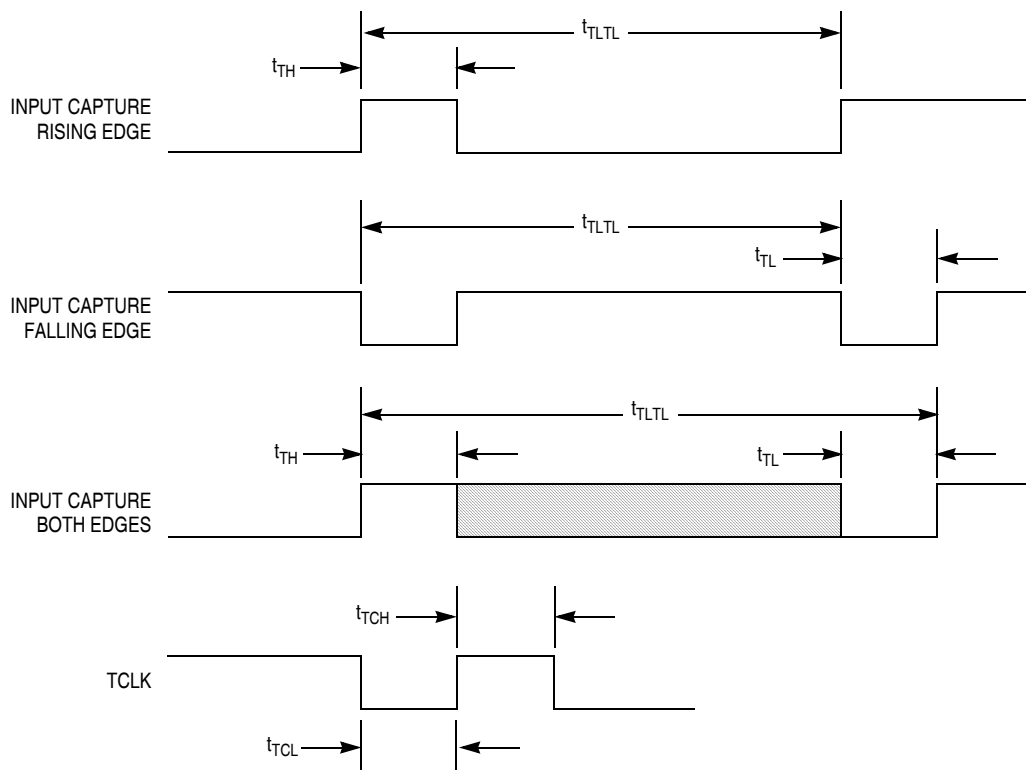 tTLTL
tTH
INPUT CAPTURE
RISING EDGE
tTLTL
tTL
INPUT CAPTURE
FALLING EDGE
tTLTL
tTH
tTL
INPUT CAPTURE
BOTH EDGES
tTCH
TCLK
tTCL